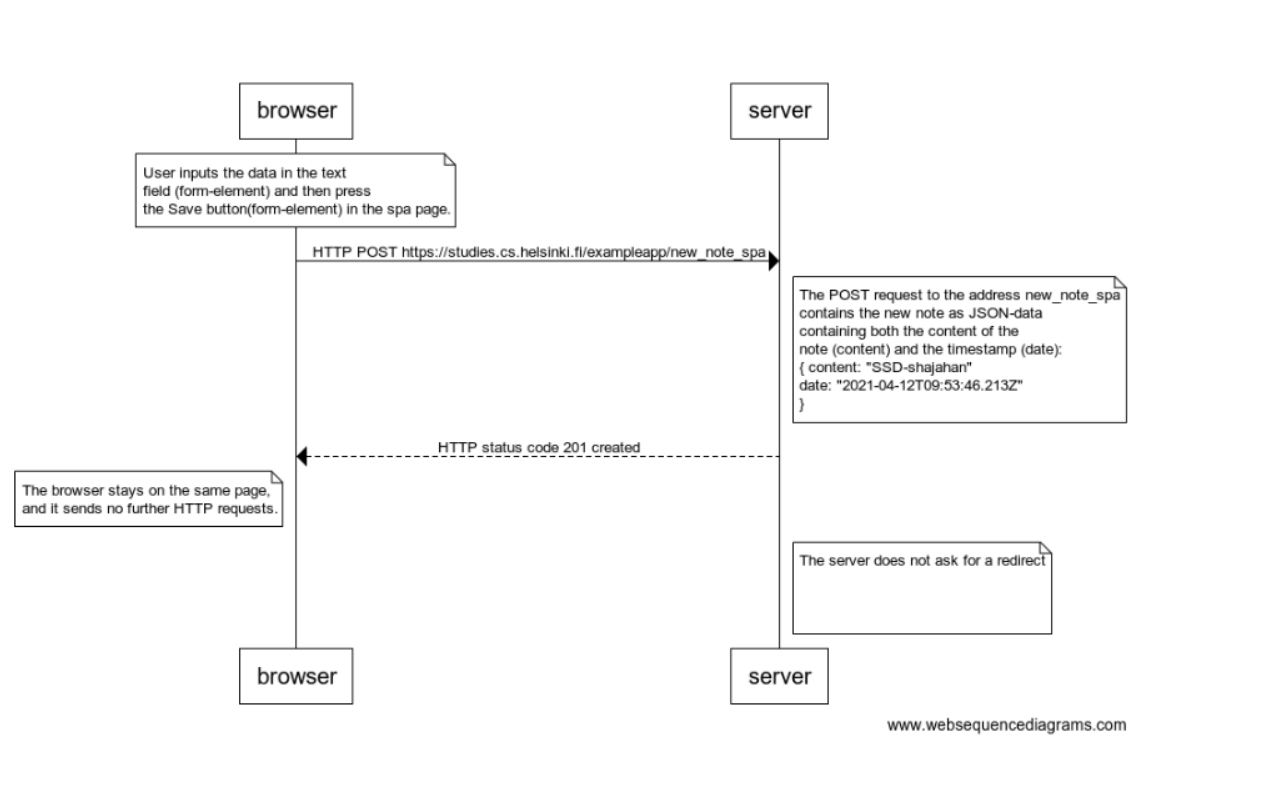 browser
server
User inputs the data in the text
field (form-element) and then press
the Save button(form-element) in the spa page.
HTTP POST https://studies.cs.helsinki.fi/exampleapp/new_note_spa
The POST request to the address new_note_spa
contains the new note as JSON-data
containing both the content of the
note (content) and the timestamp (date):
{ content: "SSD-shajahan"
date: "2021-04-12T09:53:46.213Z"
}
HTTP status code 201 created
The browser stays on the same page,
and it sends no further HTTP requests.
The server does not ask for a redirect
browser
server
www.websequencediagrams.com